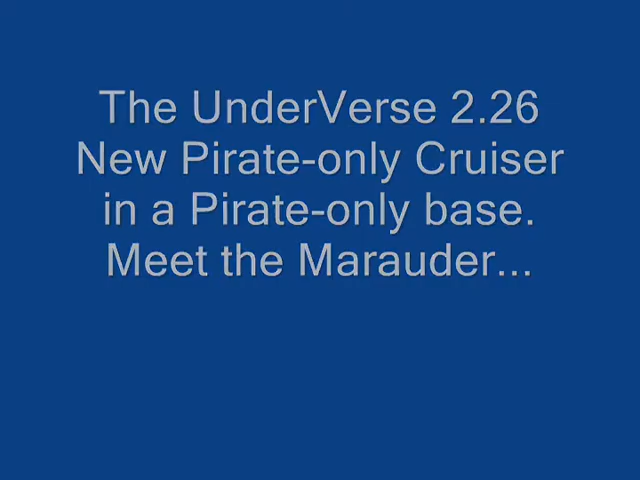 The UnderVerse 2.26
New Pirate-only Cruiser
in a Pirate-only base.
Meet the Marauder...